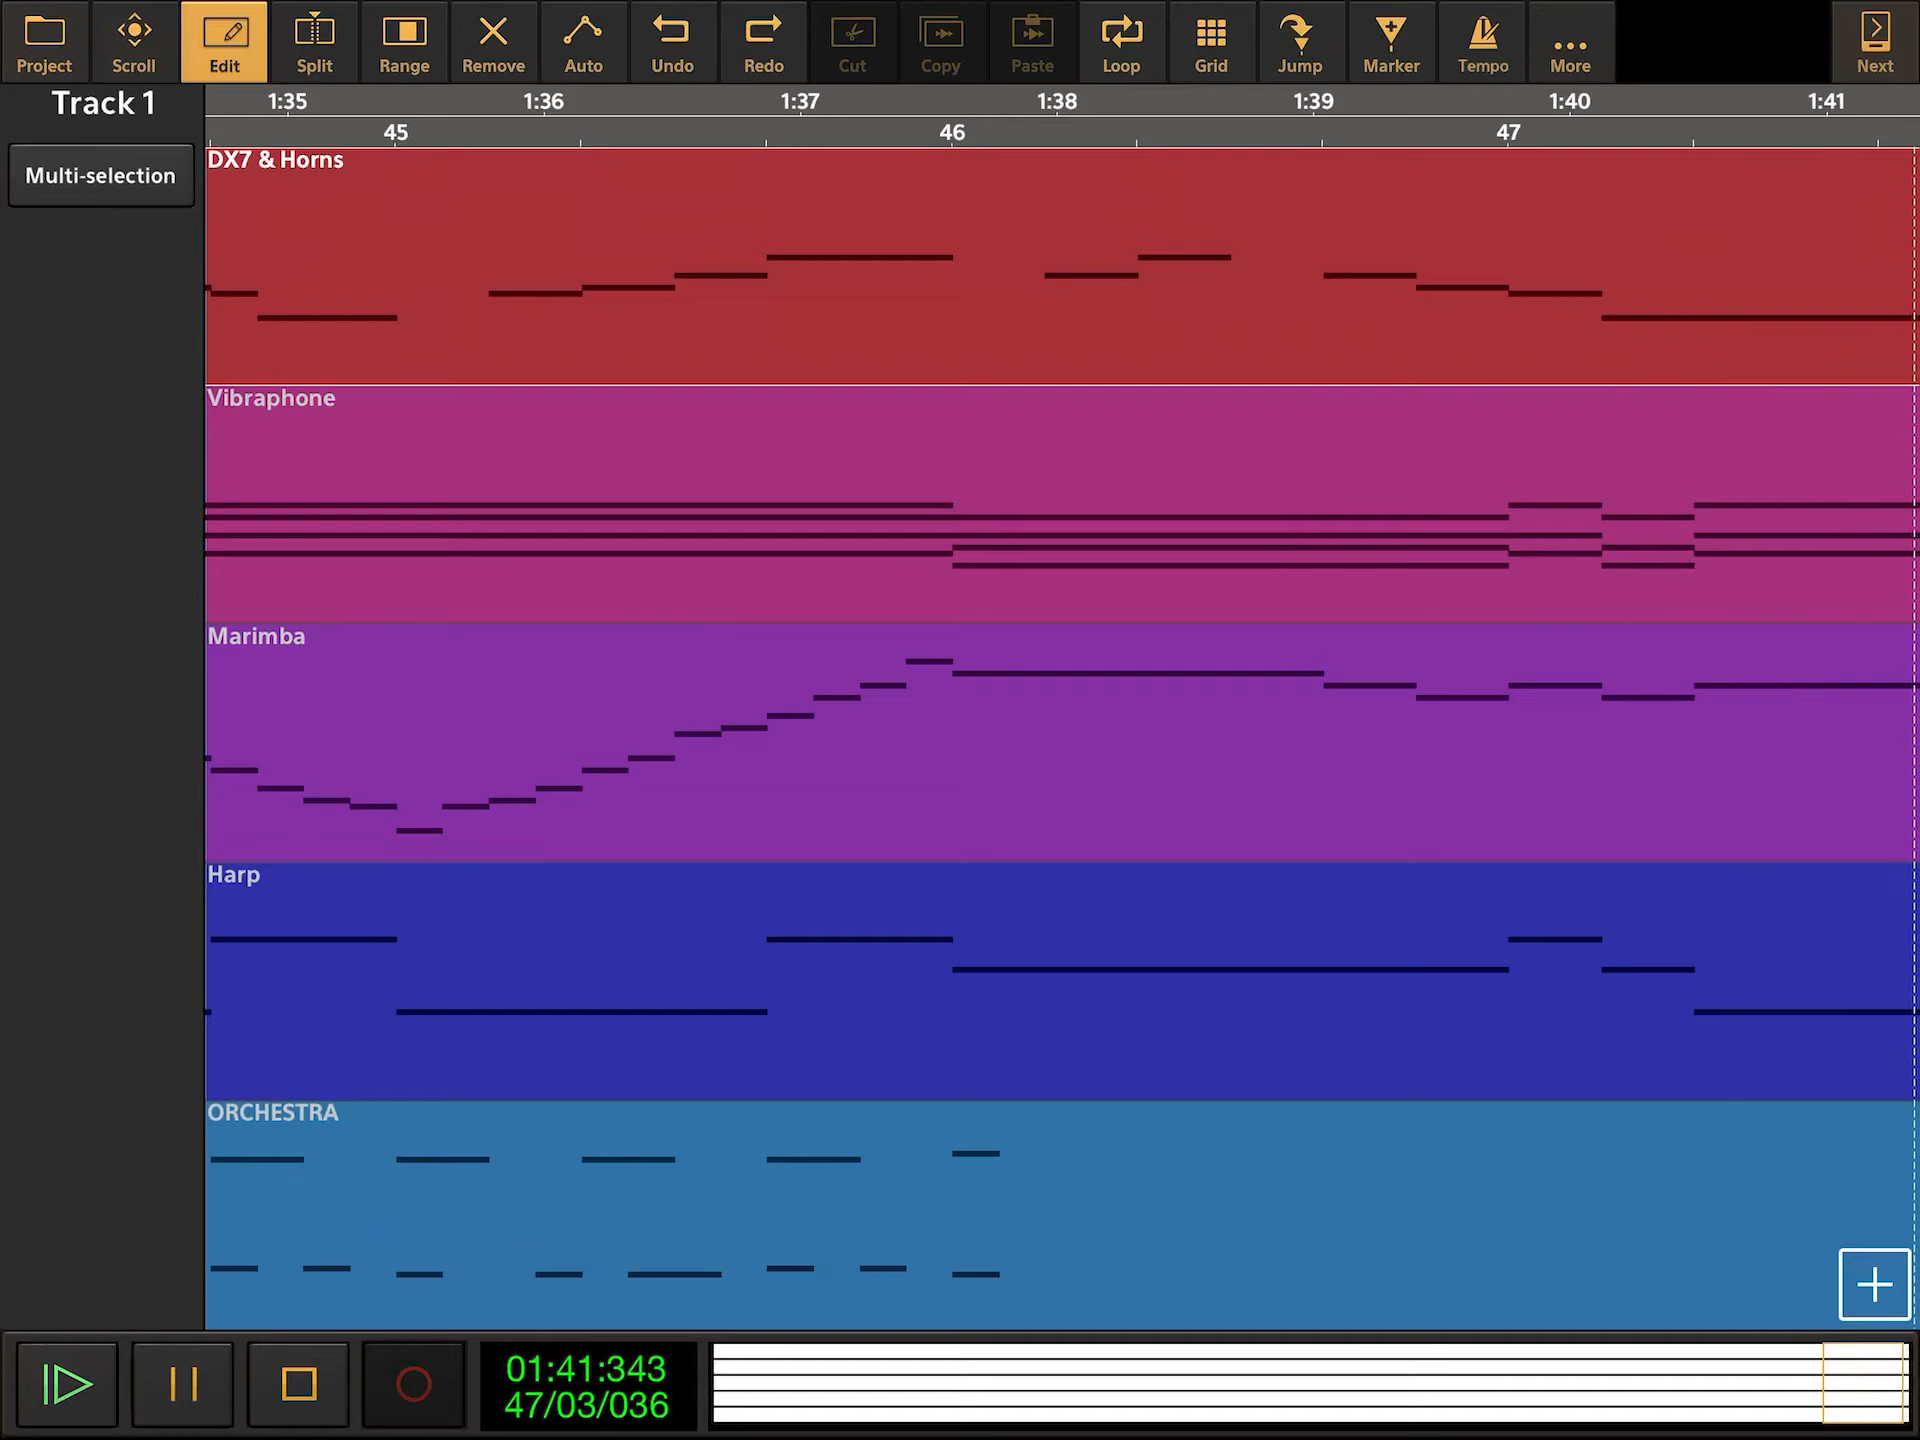 Project Scroll Edit Split Range Remove Auto Undo Redo Cut Copy Paste Loop Grid Jump Marker Tempo More Next
Track 1
1:35 1:36 1:37 1:38 1:39 1:40 1:41
45 46 47
Multi-selection
DX7 & Horns
Vibraphone
Marimba
Harp
ORCHESTRA
01:41:343
47/03/036